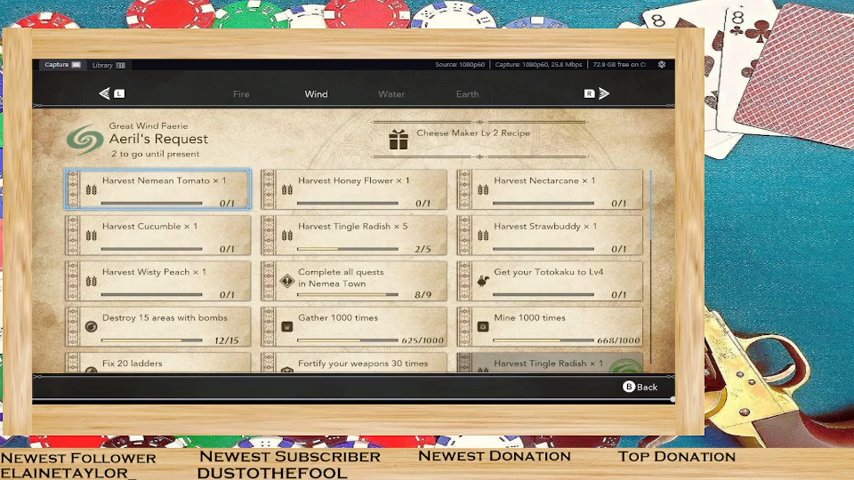 8 8
Capture Library Source: 1080p60 Capture: 1080p60, 25.8 Mbps 72.9 GB free on C:
L Fire Wind Water Earth R
Great Wind Faerie
Aeril's Request
2 to go until present
Cheese Maker Lv 2 Recipe
Harvest Nemean Tomato × 1
0/1
Harvest Honey Flower × 1
0/1
Harvest Nectarcane × 1
0/1
Harvest Cucumble × 1
0/1
Harvest Tingle Radish × 5
2/5
Harvest Strawbuddy × 1
0/1
Harvest Wisty Peach × 1
0/1
Complete all quests
in Nemea Town
8/9
Get your Totokaku to Lv4
0/1
Destroy 15 areas with bombs
12/15
Gather 1000 times
625/1000
Mine 1000 times
668/1000
Fix 20 ladders
Fortify your weapons 30 times
Harvest Tingle Radish × 1
B Back
NEWEST FOLLOWER
ELAINETAYLOR_
NEWEST SUBSCRIBER
DUSTOTHEFOOL
NEWEST DONATION
TOP DONATION